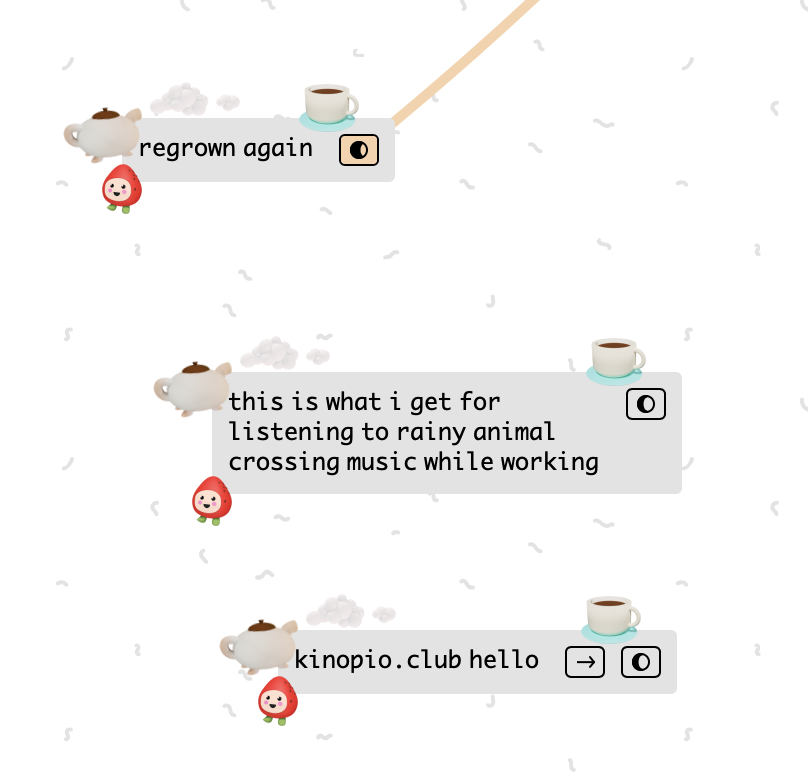 regrown again
this is what i get for
listening to rainy animal
crossing music while working
kinopio.club hello →